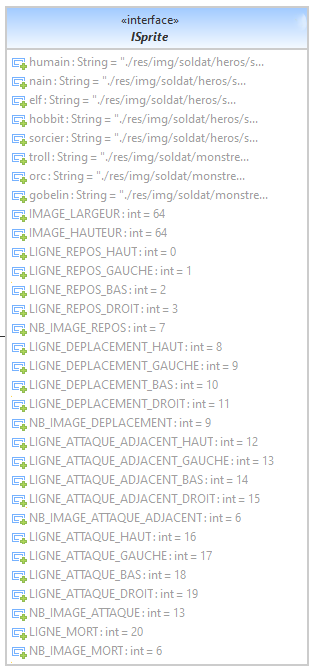 «interface»
ISprite
humain : String = "./res/img/soldat/heros/s...
nain : String = "./res/img/soldat/heros/s...
elf : String = "./res/img/soldat/heros/s...
hobbit : String = "./res/img/soldat/heros/s...
sorcier : String = "./res/img/soldat/heros/s...
troll : String = "./res/img/soldat/monstre...
orc : String = "./res/img/soldat/monstre...
gobelin : String = "./res/img/soldat/monstre...
IMAGE_LARGEUR : int = 64
IMAGE_HAUTEUR : int = 64
LIGNE_REPOS_HAUT : int = 0
LIGNE_REPOS_GAUCHE : int = 1
LIGNE_REPOS_BAS : int = 2
LIGNE_REPOS_DROIT : int = 3
NB_IMAGE_REPOS : int = 7
LIGNE_DEPLACEMENT_HAUT : int = 8
LIGNE_DEPLACEMENT_GAUCHE : int = 9
LIGNE_DEPLACEMENT_BAS : int = 10
LIGNE_DEPLACEMENT_DROIT : int = 11
NB_IMAGE_DEPLACEMENT : int = 9
LIGNE_ATTAQUE_ADJACENT_HAUT : int = 12
LIGNE_ATTAQUE_ADJACENT_GAUCHE : int = 13
LIGNE_ATTAQUE_ADJACENT_BAS : int = 14
LIGNE_ATTAQUE_ADJACENT_DROIT : int = 15
NB_IMAGE_ATTAQUE_ADJACENT : int = 6
LIGNE_ATTAQUE_HAUT : int = 16
LIGNE_ATTAQUE_GAUCHE : int = 17
LIGNE_ATTAQUE_BAS : int = 18
LIGNE_ATTAQUE_DROIT : int = 19
NB_IMAGE_ATTAQUE : int = 13
LIGNE_MORT : int = 20
NB_IMAGE_MORT : int = 6